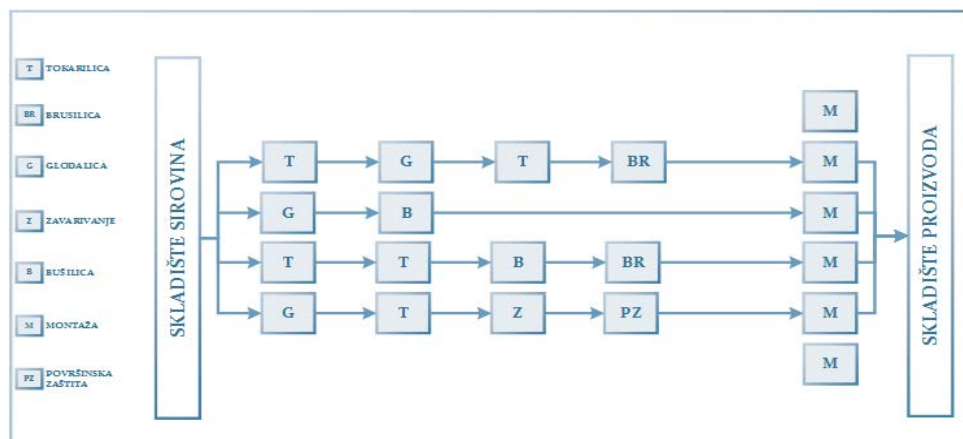 T TOKARILICA
BR BRUSILICA
G GLODALICA
Z ZAVARIVANJE
B BUŠILICA
M MONTAŽA
PZ POVRŠINSKA
ZAŠTITA
SKLADIŠTE SIROVINA
M
T G T BR M
G B M
T T B BR M
G T Z PZ M
M
SKLADIŠTE PROIZVODA